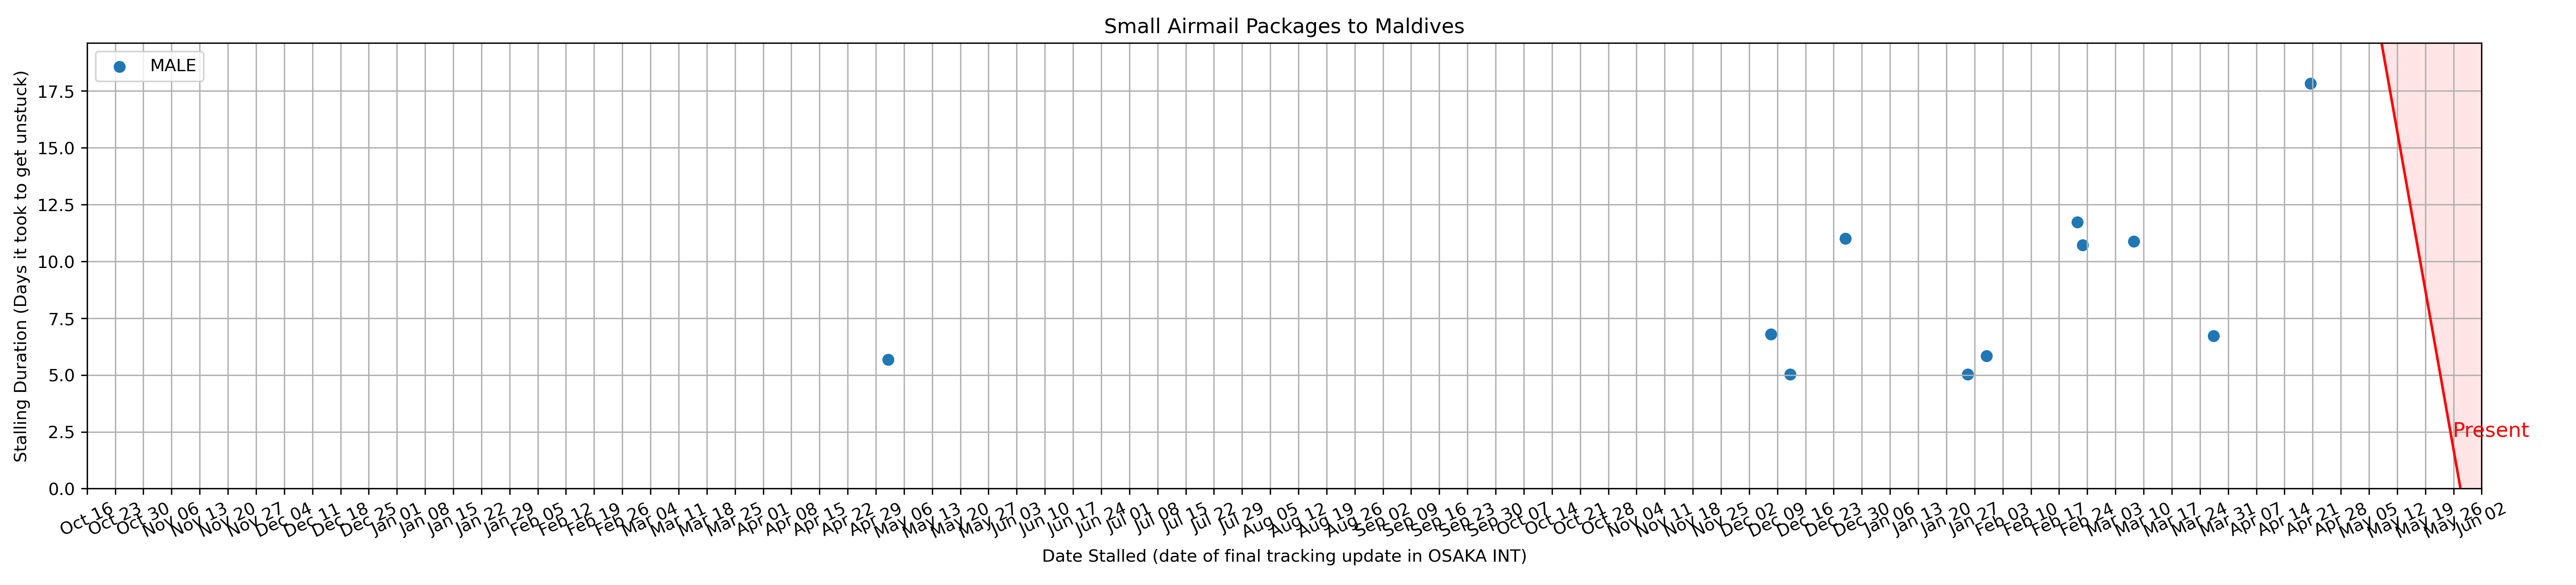 Small Airmail Packages to Maldives
MALE
Stalling Duration (Days it took to get unstuck)
17.5
15.0
12.5
10.0
7.5
5.0
2.5
0.0
Present
Oct 16 Oct 23 Oct 30 Nov 06 Nov 13 Nov 20 Nov 27 Dec 04 Dec 11 Dec 18 Dec 25 Jan 01 Jan 08 Jan 15 Jan 22 Jan 29 Feb 05 Feb 12 Feb 19 Feb 26 Mar 04 Mar 11 Mar 18 Mar 25 Apr 01 Apr 08 Apr 15 Apr 22 Apr 29 May 06 May 13 May 20 May 27 Jun 03 Jun 10 Jun 17 Jun 24 Jul 01 Jul 08 Jul 15 Jul 22 Jul 29 Aug 05 Aug 12 Aug 19 Aug 26 Sep 02 Sep 09 Sep 16 Sep 23 Sep 30 Oct 07 Oct 14 Oct 21 Oct 28 Nov 04 Nov 11 Nov 18 Nov 25 Dec 02 Dec 09 Dec 16 Dec 23 Dec 30 Jan 06 Jan 13 Jan 20 Jan 27 Feb 03 Feb 10 Feb 17 Feb 24 Mar 03 Mar 10 Mar 17 Mar 24 Mar 31 Apr 07 Apr 14 Apr 21 Apr 28 May 05 May 12 May 19 May 26 Jun 02
Date Stalled (date of final tracking update in OSAKA INT)